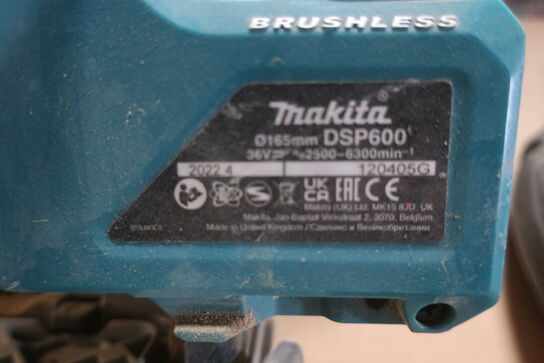 BRUSHLESS
makita
Ø165mm DSP600
36V⎓ n₀2500-6300min⁻¹
2022 4 120405G
UK CA EAC CE
Makita (UK) Ltd, MK15 8JD, UK
Makita, Jan-Baptist Vinkstraat 2, 3070, Belgium
Made in United Kingdom / Сделано в Великобритании